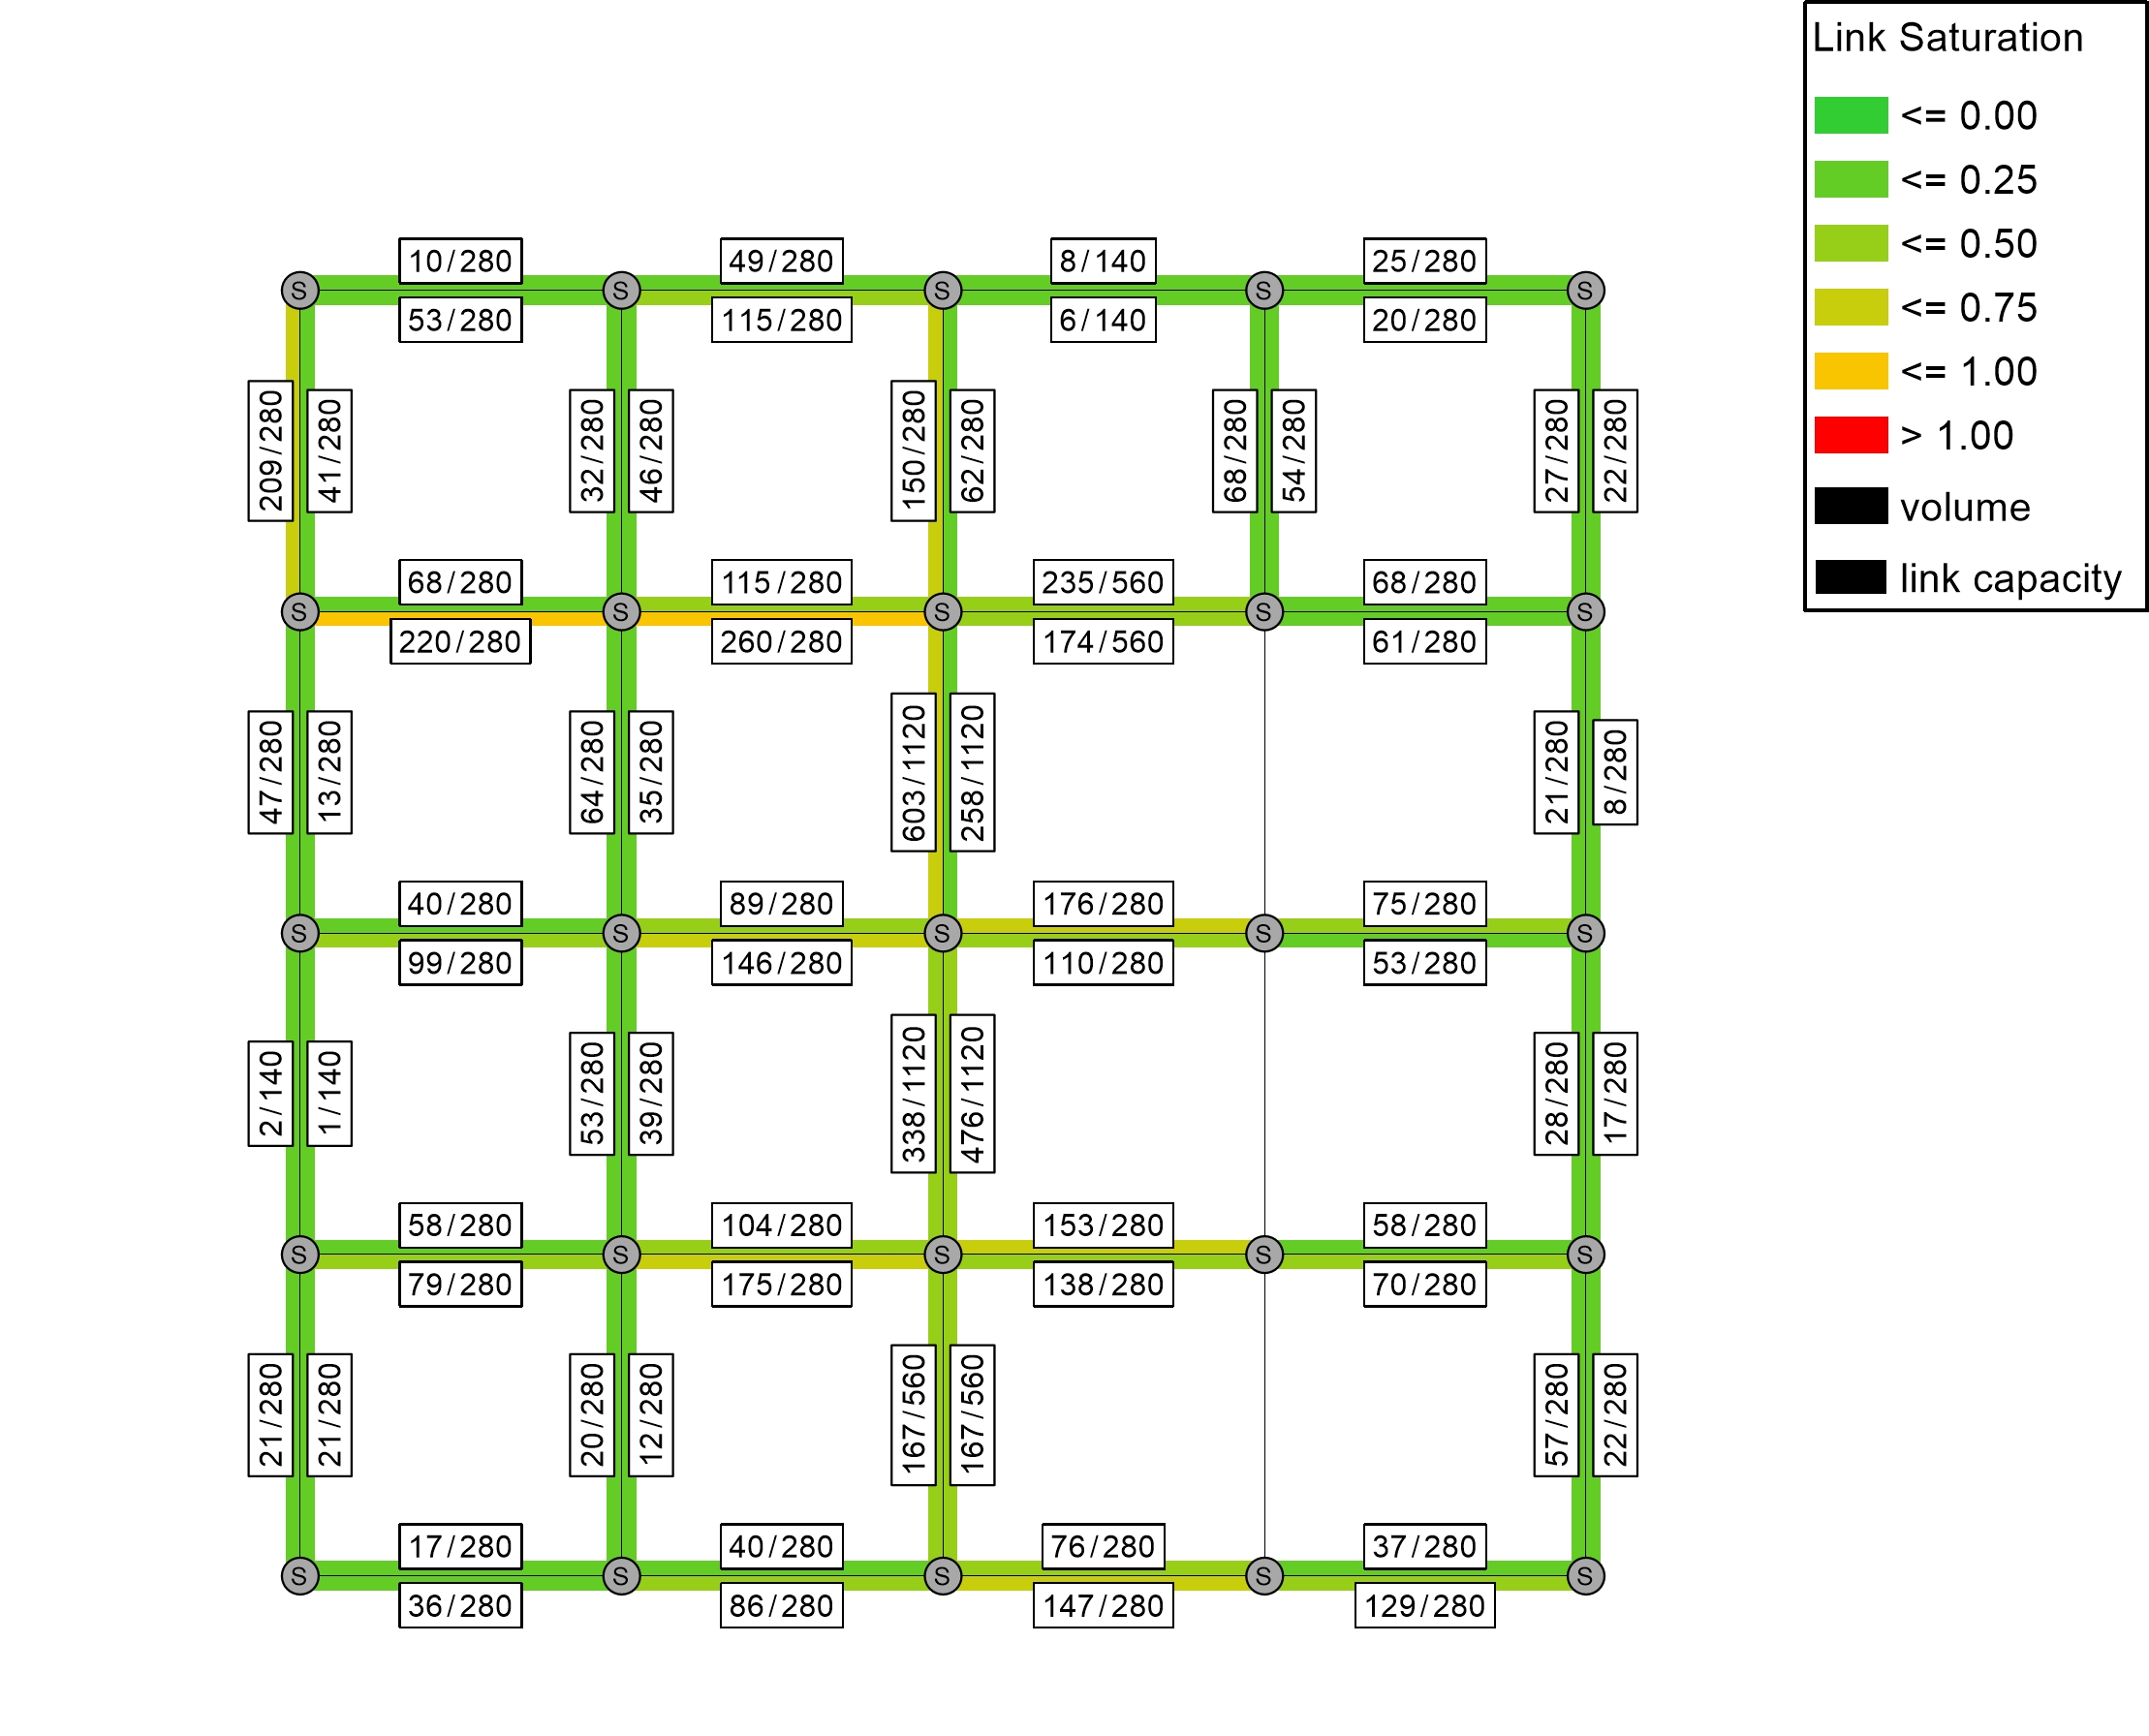 Link Saturation
<= 0.00
<= 0.25
<= 0.50
<= 0.75
<= 1.00
> 1.00
volume
link capacity
10/280 49/280 8/140 25/280
S S S S S
53/280 115/280 6/140 20/280
209/280 41/280 32/280 46/280 150/280 62/280 68/280 54/280 27/280 22/280
68/280 115/280 235/560 68/280
S S S S S
220/280 260/280 174/560 61/280
47/280 13/280 64/280 35/280 603/1120 258/1120 21/280 8/280
40/280 89/280 176/280 75/280
S S S S S
99/280 146/280 110/280 53/280
2/140 1/140 53/280 39/280 338/1120 476/1120 28/280 17/280
58/280 104/280 153/280 58/280
S S S S S
79/280 175/280 138/280 70/280
21/280 21/280 20/280 12/280 167/560 167/560 57/280 22/280
17/280 40/280 76/280 37/280
S S S S S
36/280 86/280 147/280 129/280